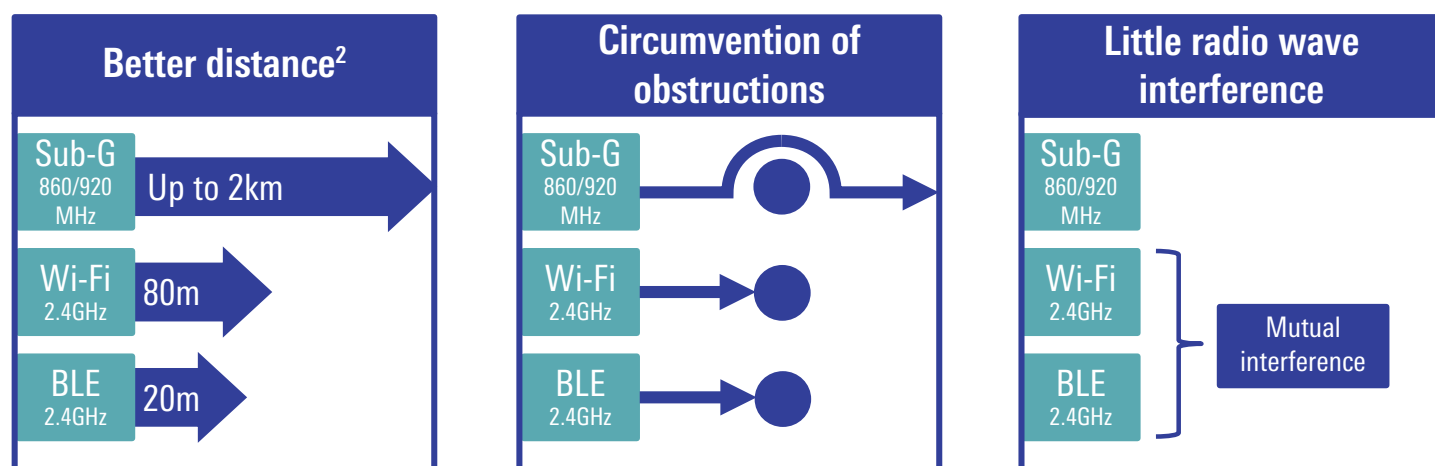 Better distance²
Sub-G
860/920
MHz
Up to 2km
Wi-Fi
2.4GHz
80m
BLE
2.4GHz
20m
Circumvention of
obstructions
Sub-G
860/920
MHz
Wi-Fi
2.4GHz
BLE
2.4GHz
Little radio wave
interference
Sub-G
860/920
MHz
Wi-Fi
2.4GHz
BLE
2.4GHz
Mutual
interference